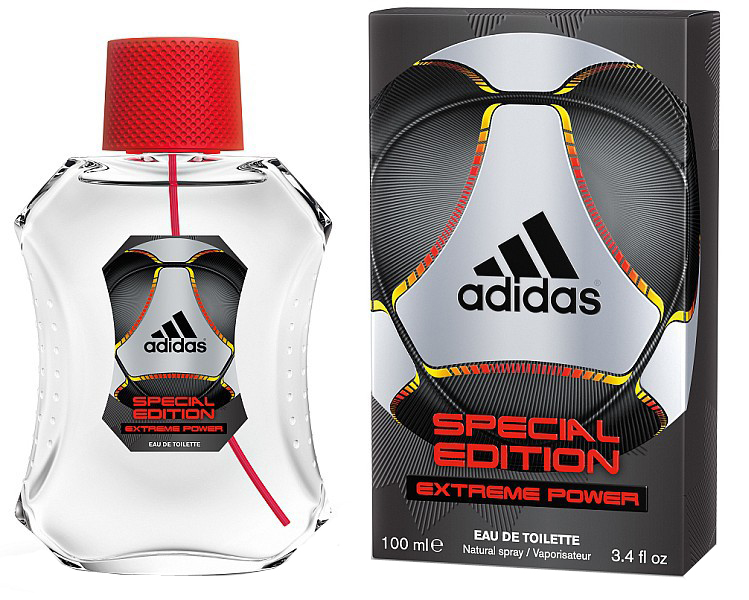 adidas
SPECIAL
EDITION
EXTREME POWER
EAU DE TOILETTE
adidas®
SPECIAL
EDITION
EXTREME POWER
EAU DE TOILETTE
100 ml ℮ Natural spray / Vaporisateur 3.4 fl oz